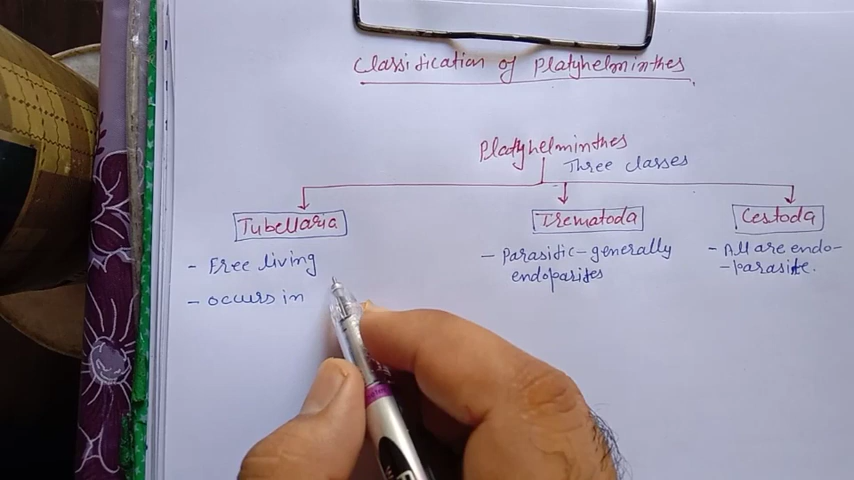 Classification of Platyhelminthes
Platyhelminthes
Three classes
Tubellaria
Trematoda
Cestoda
- Free living
- occurs in
- Parasitic - generally
endoparasites
- All are endo-
- parasite.